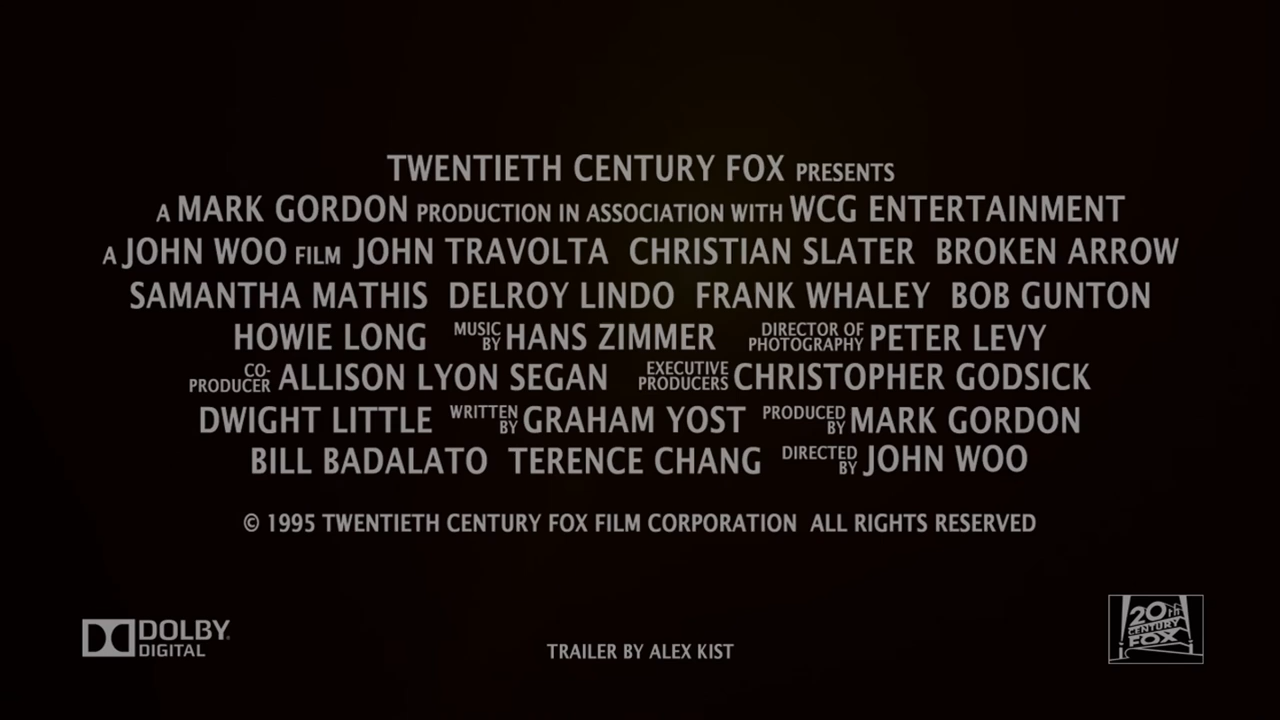 TWENTIETH CENTURY FOX PRESENTS
A MARK GORDON PRODUCTION IN ASSOCIATION WITH WCG ENTERTAINMENT
A JOHN WOO FILM JOHN TRAVOLTA CHRISTIAN SLATER BROKEN ARROW
SAMANTHA MATHIS DELROY LINDO FRANK WHALEY BOB GUNTON
HOWIE LONG MUSIC BY HANS ZIMMER DIRECTOR OF PHOTOGRAPHY PETER LEVY
CO-PRODUCER ALLISON LYON SEGAN EXECUTIVE PRODUCERS CHRISTOPHER GODSICK
DWIGHT LITTLE WRITTEN BY GRAHAM YOST PRODUCED BY MARK GORDON
BILL BADALATO TERENCE CHANG DIRECTED BY JOHN WOO
© 1995 TWENTIETH CENTURY FOX FILM CORPORATION ALL RIGHTS RESERVED
DOLBY
DIGITAL
TRAILER BY ALEX KIST
20th
CENTURY
FOX